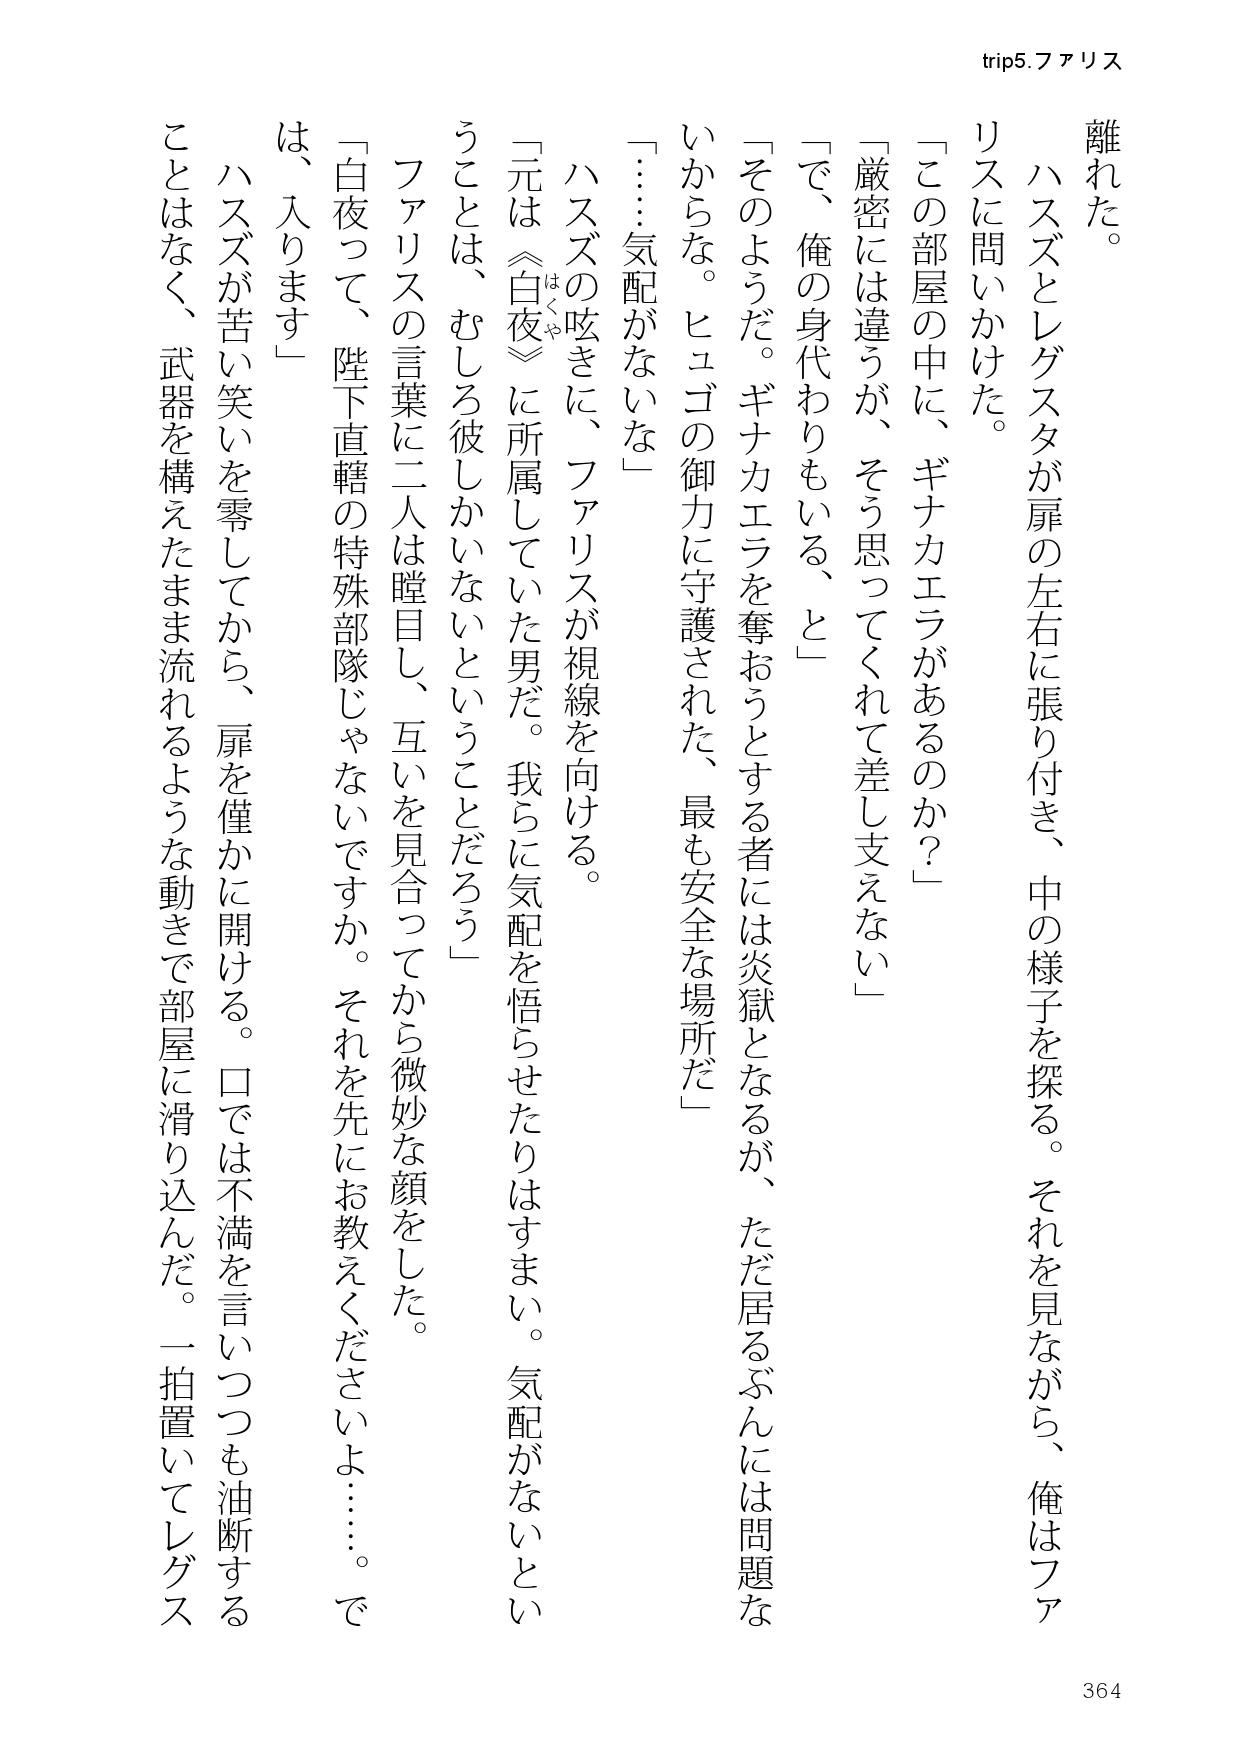 trip5.ファリス
離れた。
ハスズとレグスタが扉の左右に張り付き、中の様子を探る。それを見ながら、俺はファ
リスに問いかけた。
「この部屋の中に、ギナカエラがあるのか？」
「厳密には違うが、そう思ってくれて差し支えない」
「で、俺の身代わりもいる、と」
「そのようだ。ギナカエラを奪おうとする者には炎獄となるが、ただ居るぶんには問題な
いからな。ヒュゴの御力に守護された、最も安全な場所だ」
「……気配がないな」
ハスズの呟きに、ファリスが視線を向ける。
「元は《白夜》に所属していた男だ。我らに気配を悟らせたりはすまい。気配がないとい
はくや
うことは、むしろ彼しかいないということだろう」
ファリスの言葉に二人は瞠目し、互いを見合ってから微妙な顔をした。
「白夜って、陛下直轄の特殊部隊じゃないですか。それを先にお教えくださいよ……。で
は、入ります」
ハスズが苦い笑いを零してから、扉を僅かに開ける。口では不満を言いつつも油断する
ことはなく、武器を構えたまま流れるような動きで部屋に滑り込んだ。一拍置いてレグス
364